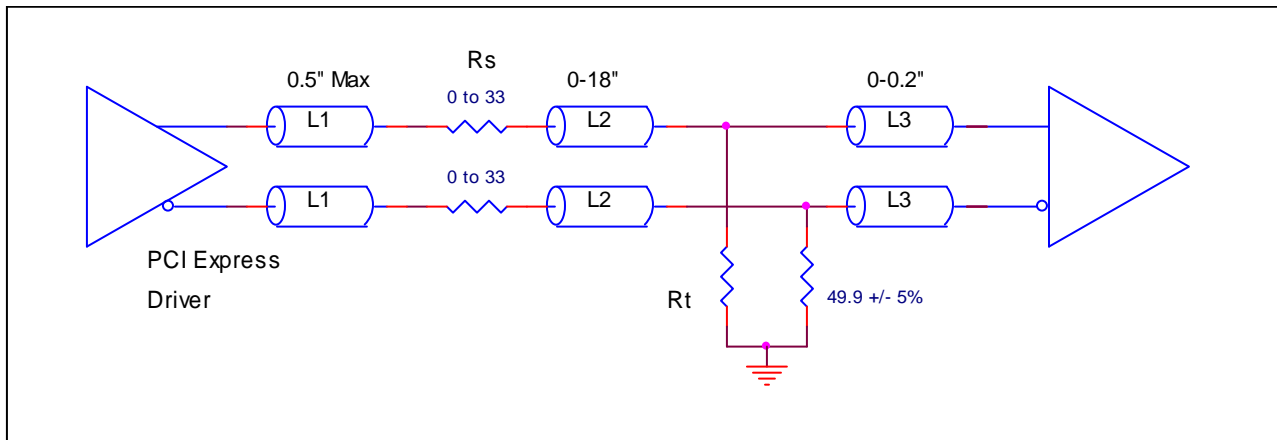 Rs
0.5" Max
0-18"
0-0.2"
0 to 33
L1
L2
L3
0 to 33
L1
L2
L3
PCI Express
Driver
Rt
49.9 +/- 5%